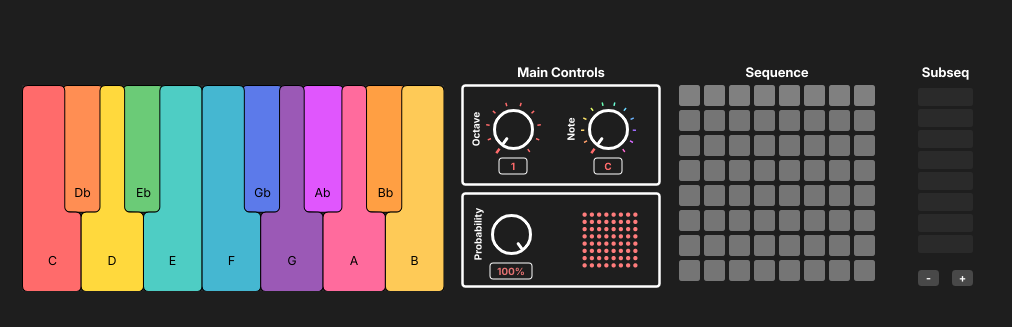 Main Controls
Sequence
Subseq
Octave
Note
1
C
Db
Eb
Gb
Ab
Bb
Probability
C
D
E
F
G
A
B
100%
-
+